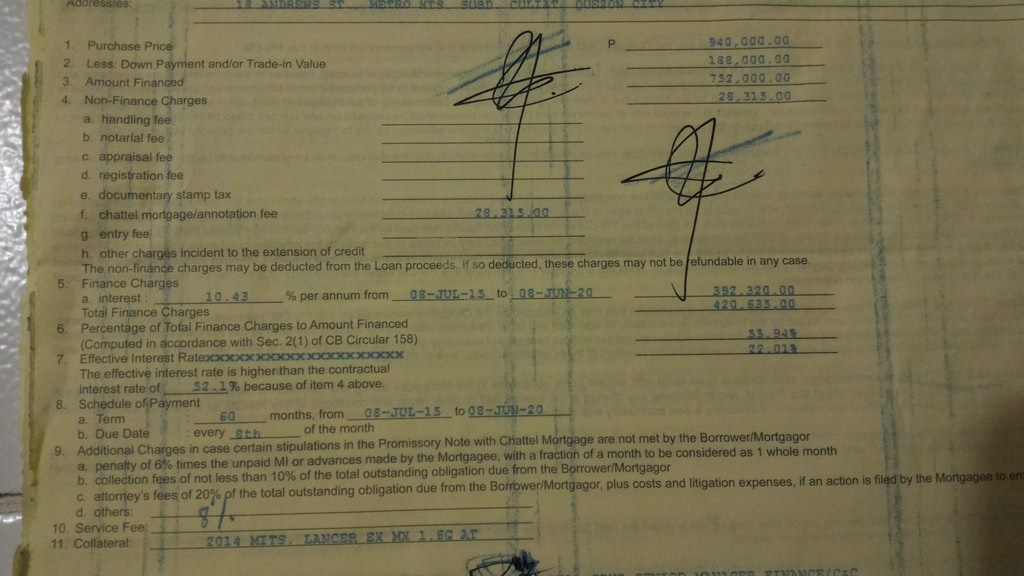 Address/es: 18 ANDREWS ST., METRO HTS. SUBD. CULIAT, QUEZON CITY
1. Purchase Price P 940,000.00
2. Less: Down Payment and/or Trade-in Value 188,000.00
3. Amount Financed 752,000.00
4. Non-Finance Charges 28,315.00
a. handling fee
b. notarial fee
c. appraisal fee
d. registration fee
e. documentary stamp tax
f. chattel mortgage/annotation fee 28,315.00
g. entry fee
h. other charges incident to the extension of credit
The non-finance charges may be deducted from the Loan proceeds. If so deducted, these charges may not be refundable in any case.
5. Finance Charges
a. interest : 10.43 % per annum from 08-JUL-15 to 08-JUN-20 392,320.00
Total Finance Charges 420,635.00
6. Percentage of Total Finance Charges to Amount Financed
(Computed in accordance with Sec. 2(1) of CB Circular 158) 55.94%
7. Effective Interest Rate xxxxxxxxxxxxxxxxxxxxxx 22.01%
The effective interest rate is higher than the contractual
interest rate of 52.1% because of item 4 above.
8. Schedule of Payment
a. Term : 60 months, from 08-JUL-15 to 08-JUN-20
b. Due Date : every 8th of the month
9. Additional Charges in case certain stipulations in the Promissory Note with Chattel Mortgage are not met by the Borrower/Mortgagor
a. penalty of 6% times the unpaid MI or advances made by the Mortgagee, with a fraction of a month to be considered as 1 whole month
b. collection fees of not less than 10% of the total outstanding obligation due from the Borrower/Mortgagor
c. attorney's fees of 20% of the total outstanding obligation due from the Borrower/Mortgagor, plus costs and litigation expenses, if an action is filed by the Mortgagee to en
d. others:
10. Service Fee: 8%
11. Collateral: 2014 MITS. LANCER EX MX 1.6G AT
SENIOR MANAGER FINANCE/C&C